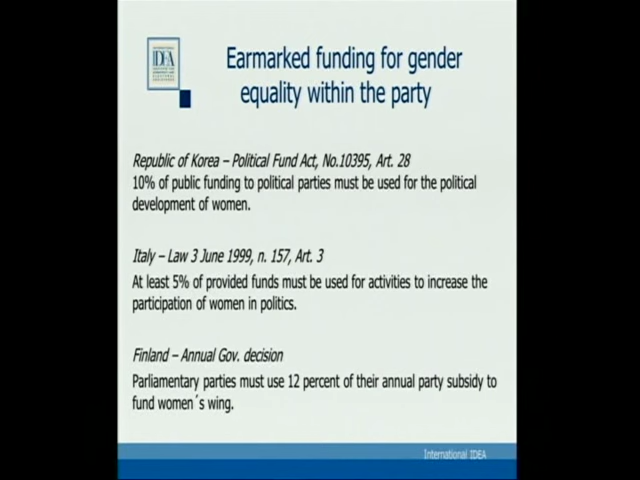 IDEA
Earmarked funding for gender
equality within the party
Republic of Korea – Political Fund Act, No.10395, Art. 28
10% of public funding to political parties must be used for the political
development of women.
Italy – Law 3 June 1999, n. 157, Art. 3
At least 5% of provided funds must be used for activities to increase the
participation of women in politics.
Finland – Annual Gov. decision
Parliamentary parties must use 12 percent of their annual party subsidy to
fund women´s wing.
International IDEA